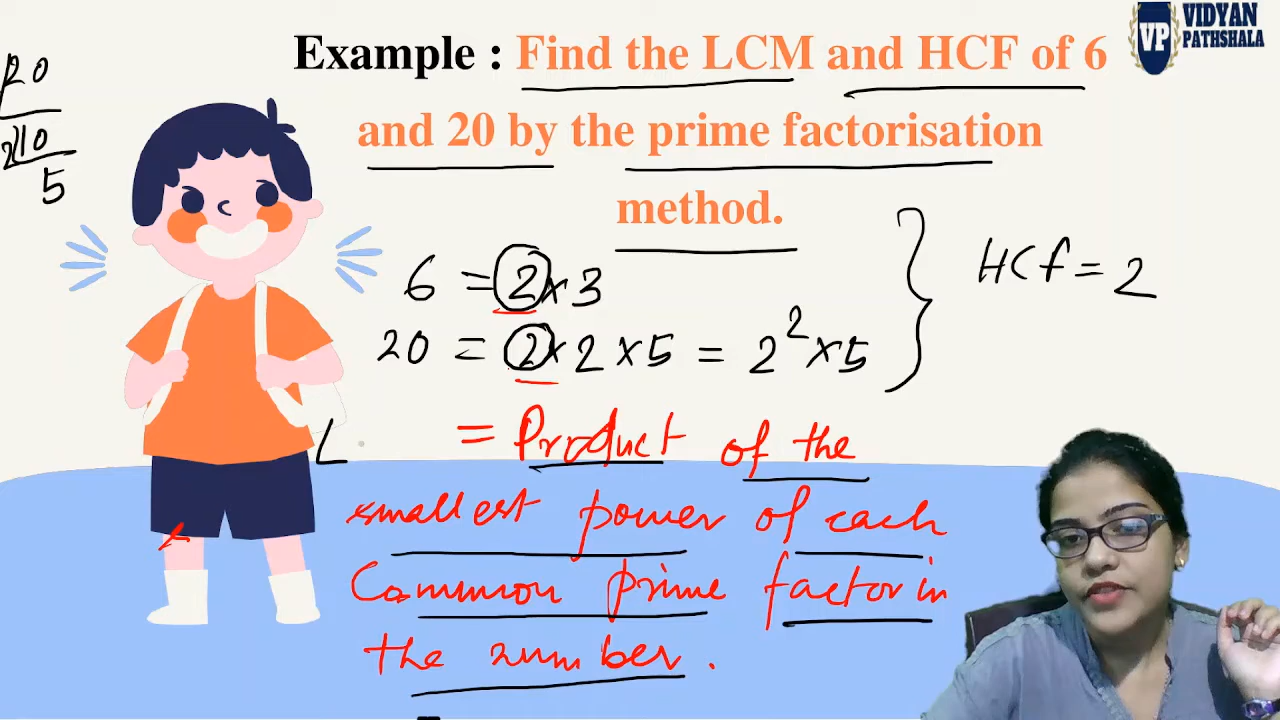 Example : Find the LCM and HCF of 6
and 20 by the prime factorisation
method.
VIDYAN
PATHSHALA
VP
20
2 10
5
6 = 2 × 3
20 = 2 × 2 × 5 = 2² × 5
HCf = 2
L
= Product of the
smallest power of each
Common prime factor in
the number.